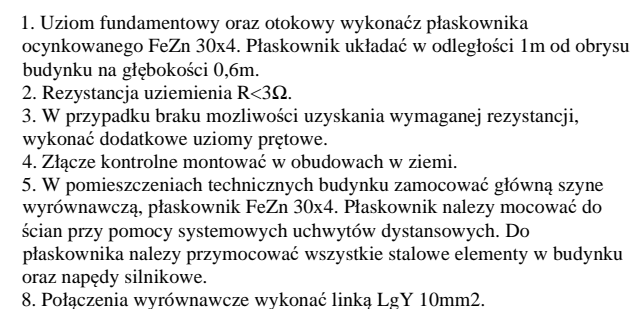 1. Uziom fundamentowy oraz otokowy wykonaćz płaskownika
ocynkowanego FeZn 30x4. Płaskownik układać w odległości 1m od obrysu
budynku na głębokości 0,6m.
2. Rezystancja uziemienia R<3Ω.
3. W przypadku braku mozliwości uzyskania wymaganej rezystancji,
wykonać dodatkowe uziomy prętowe.
4. Złącze kontrolne montować w obudowach w ziemi.
5. W pomieszczeniach technicznych budynku zamocować główną szyne
wyrównawczą, płaskownik FeZn 30x4. Płaskownik nalezy mocować do
ścian przy pomocy systemowych uchwytów dystansowych. Do
płaskownika nalezy przymocować wszystkie stalowe elementy w budynku
oraz napędy silnikowe.
8. Połączenia wyrównawcze wykonać linką LgY 10mm2.